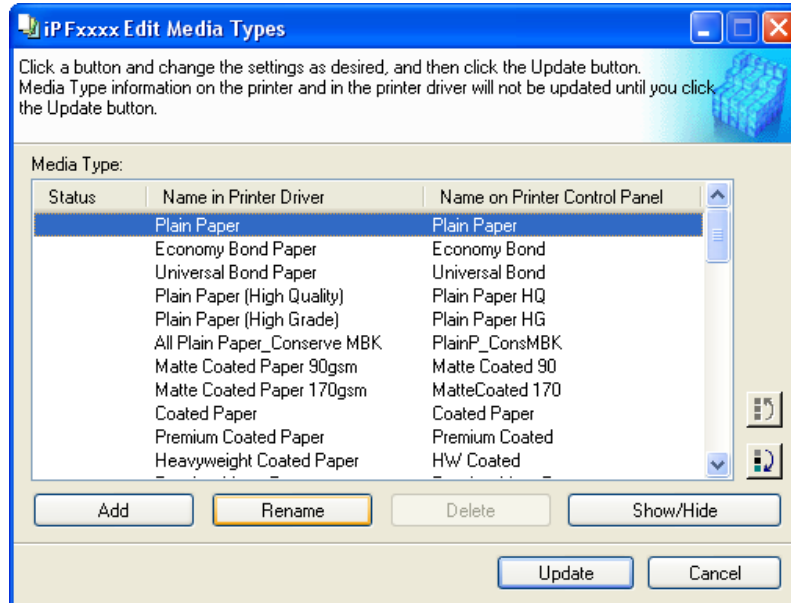 iPFxxxx Edit Media Types
Click a button and change the settings as desired, and then click the Update button.
Media Type information on the printer and in the printer driver will not be updated until you click
the Update button.
Media Type:
Status Name in Printer Driver Name on Printer Control Panel
Plain Paper Plain Paper
Economy Bond Paper Economy Bond
Universal Bond Paper Universal Bond
Plain Paper (High Quality) Plain Paper HQ
Plain Paper (High Grade) Plain Paper HG
All Plain Paper_Conserve MBK PlainP_ConsMBK
Matte Coated Paper 90gsm Matte Coated 90
Matte Coated Paper 170gsm MatteCoated 170
Coated Paper Coated Paper
Premium Coated Paper Premium Coated
Heavyweight Coated Paper HW Coated
Add Rename Delete Show/Hide
Update Cancel